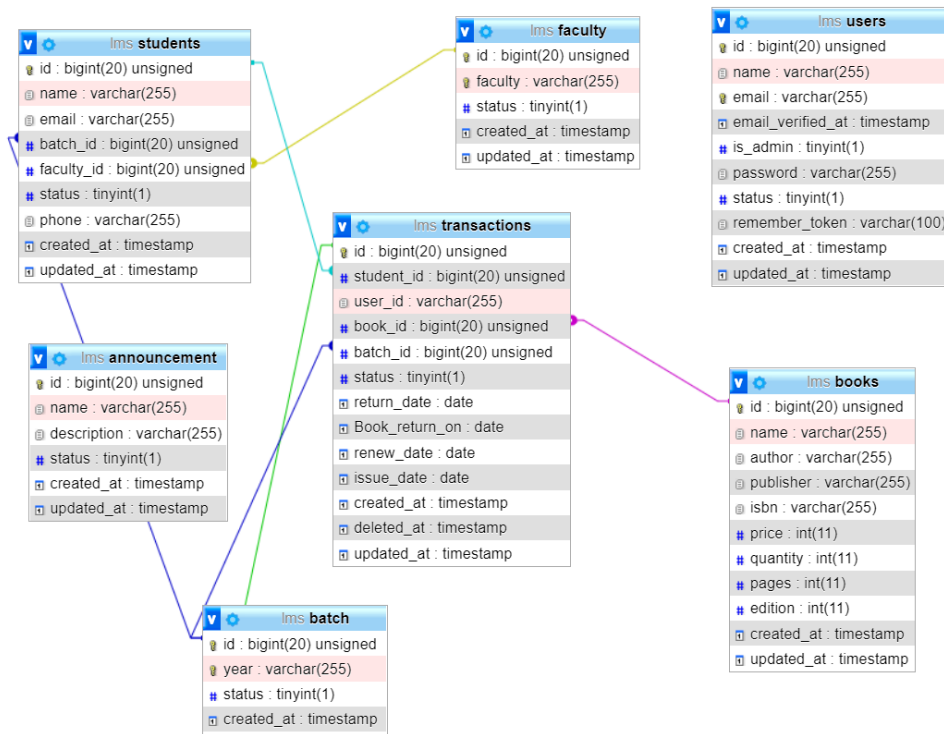 lms students
id : bigint(20) unsigned
name : varchar(255)
email : varchar(255)
batch_id : bigint(20) unsigned
faculty_id : bigint(20) unsigned
status : tinyint(1)
phone : varchar(255)
created_at : timestamp
updated_at : timestamp
lms faculty
id : bigint(20) unsigned
faculty : varchar(255)
status : tinyint(1)
created_at : timestamp
updated_at : timestamp
lms users
id : bigint(20) unsigned
name : varchar(255)
email : varchar(255)
email_verified_at : timestamp
is_admin : tinyint(1)
password : varchar(255)
status : tinyint(1)
remember_token : varchar(100)
created_at : timestamp
updated_at : timestamp
lms transactions
id : bigint(20) unsigned
student_id : bigint(20) unsigned
user_id : varchar(255)
book_id : bigint(20) unsigned
batch_id : bigint(20) unsigned
status : tinyint(1)
return_date : date
Book_return_on : date
renew_date : date
issue_date : date
created_at : timestamp
deleted_at : timestamp
updated_at : timestamp
lms announcement
id : bigint(20) unsigned
name : varchar(255)
description : varchar(255)
status : tinyint(1)
created_at : timestamp
updated_at : timestamp
lms books
id : bigint(20) unsigned
name : varchar(255)
author : varchar(255)
publisher : varchar(255)
isbn : varchar(255)
price : int(11)
quantity : int(11)
pages : int(11)
edition : int(11)
created_at : timestamp
updated_at : timestamp
lms batch
id : bigint(20) unsigned
year : varchar(255)
status : tinyint(1)
created_at : timestamp